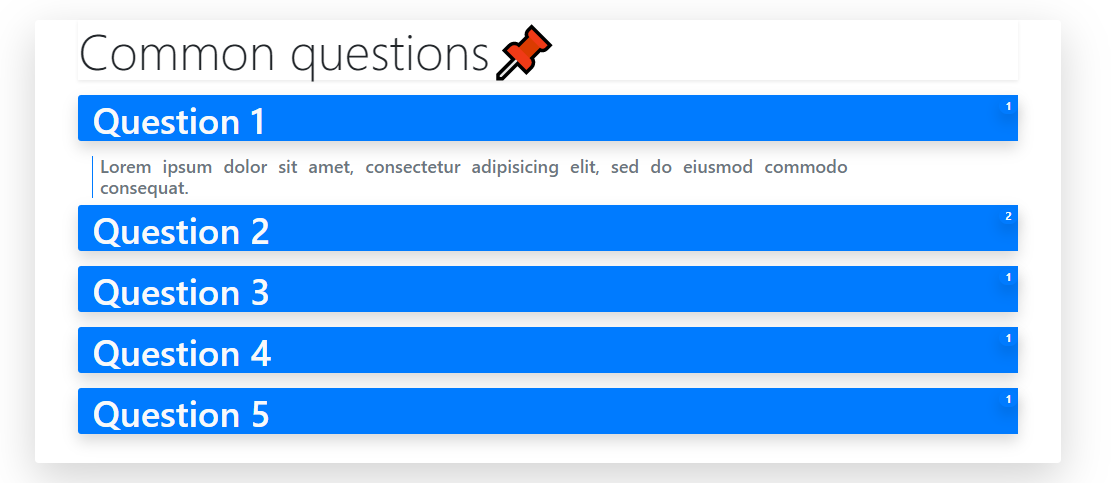 Common questions
Question 1 1
Lorem ipsum dolor sit amet, consectetur adipisicing elit, sed do eiusmod commodo
consequat.
Question 2 2
Question 3 1
Question 4 1
Question 5 1